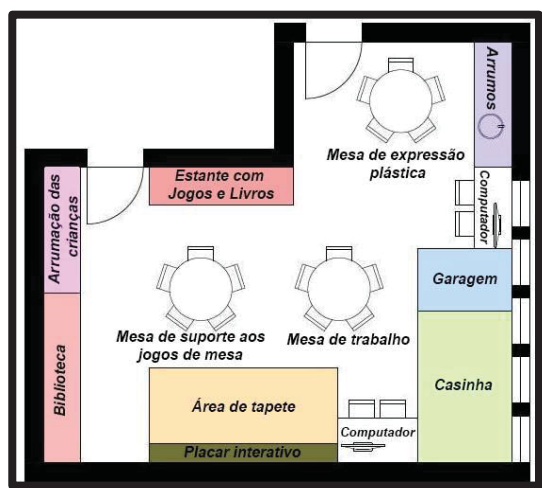 Arrumos
Mesa de expressão
plástica
Computador
Estante com
Jogos e Livros
Arrumação das
crianças
Garagem
Mesa de suporte aos
jogos de mesa
Mesa de trabalho
Biblioteca
Casinha
Área de tapete
Computador
Placar interativo